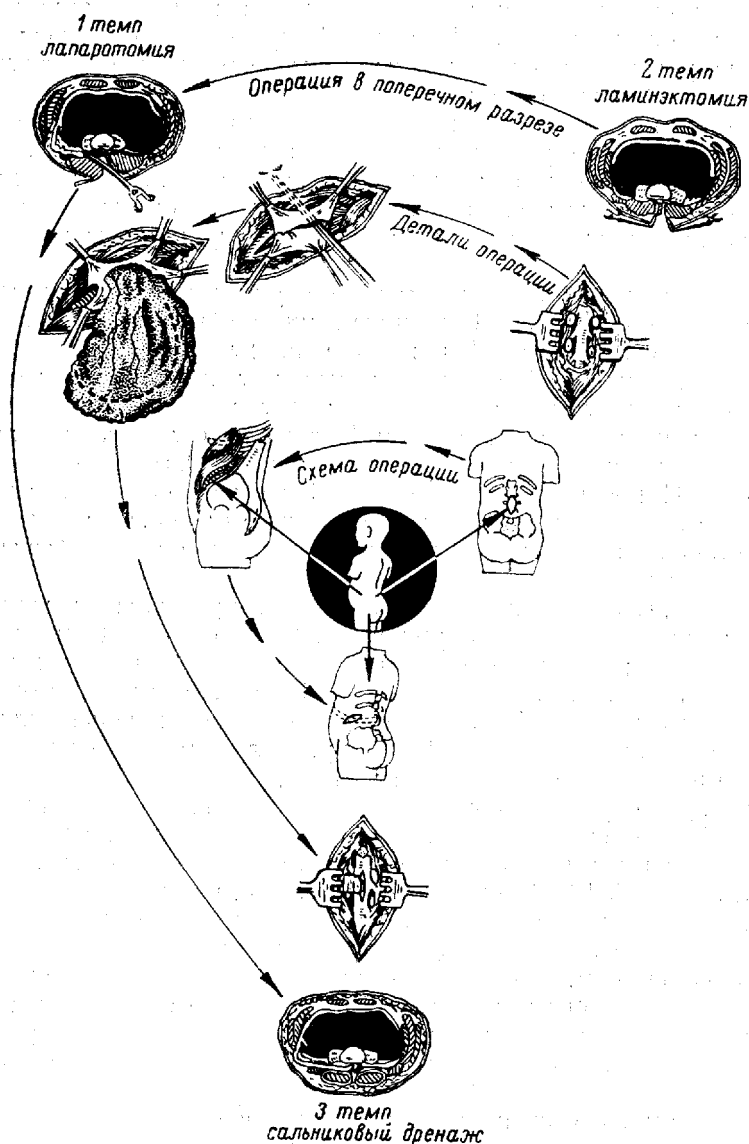 1 темп
лапаротомия
Операция в поперечном разрезе
2 темп
ламинэктомия
Детали операции
Схема операции
3 темп
сальниковый дренаж